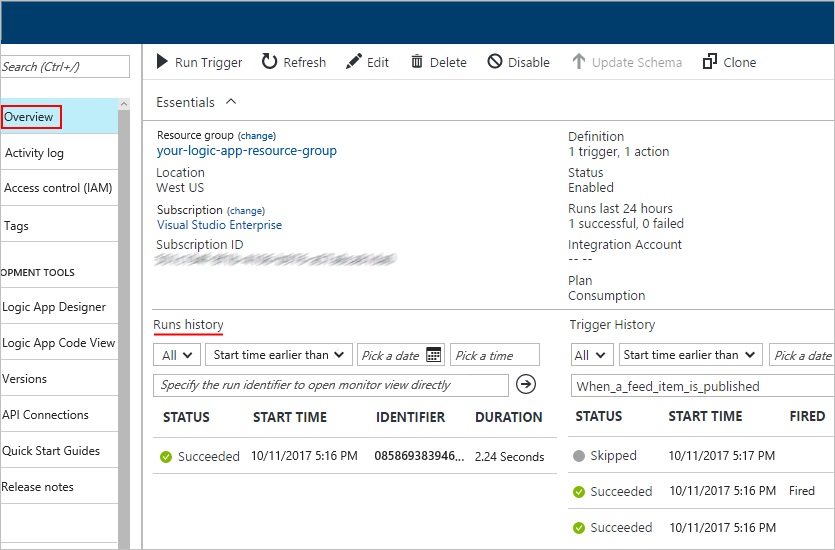 Run Trigger Refresh Edit Delete Disable Update Schema Clone
Search (Ctrl+/)
Overview
Activity log
Access control (IAM)
Tags
OPMENT TOOLS
Logic App Designer
Logic App Code View
Versions
API Connections
Quick Start Guides
Release notes
Essentials
Resource group (change)
your-logic-app-resource-group
Location
West US
Subscription (change)
Visual Studio Enterprise
Subscription ID
Definition
1 trigger, 1 action
Status
Enabled
Runs last 24 hours
1 successful, 0 failed
Integration Account
-- --
Plan
Consumption
Runs history
All Start time earlier than Pick a date Pick a time
Specify the run identifier to open monitor view directly
STATUS START TIME IDENTIFIER DURATION
Succeeded 10/11/2017 5:16 PM 085869383946... 2.24 Seconds
Trigger History
All Start time earlier than Pick a date
When_a_feed_item_is_published
STATUS START TIME FIRED
Skipped 10/11/2017 5:17 PM
Succeeded 10/11/2017 5:16 PM Fired
Succeeded 10/11/2017 5:16 PM